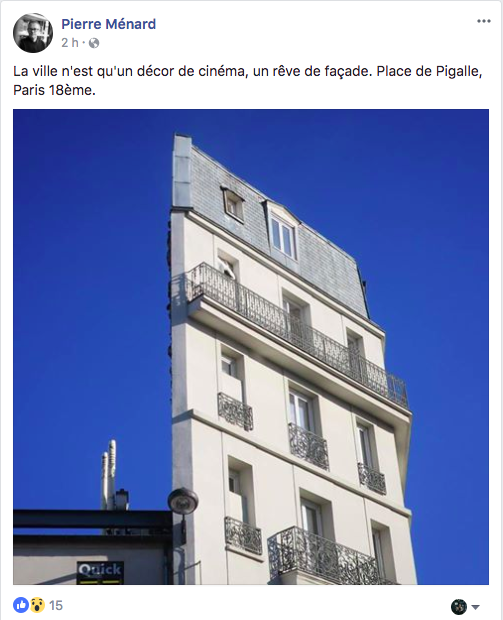 Pierre Ménard
2 h ·
La ville n'est qu'un décor de cinéma, un rêve de façade. Place de Pigalle,
Paris 18ème.
Quick
15